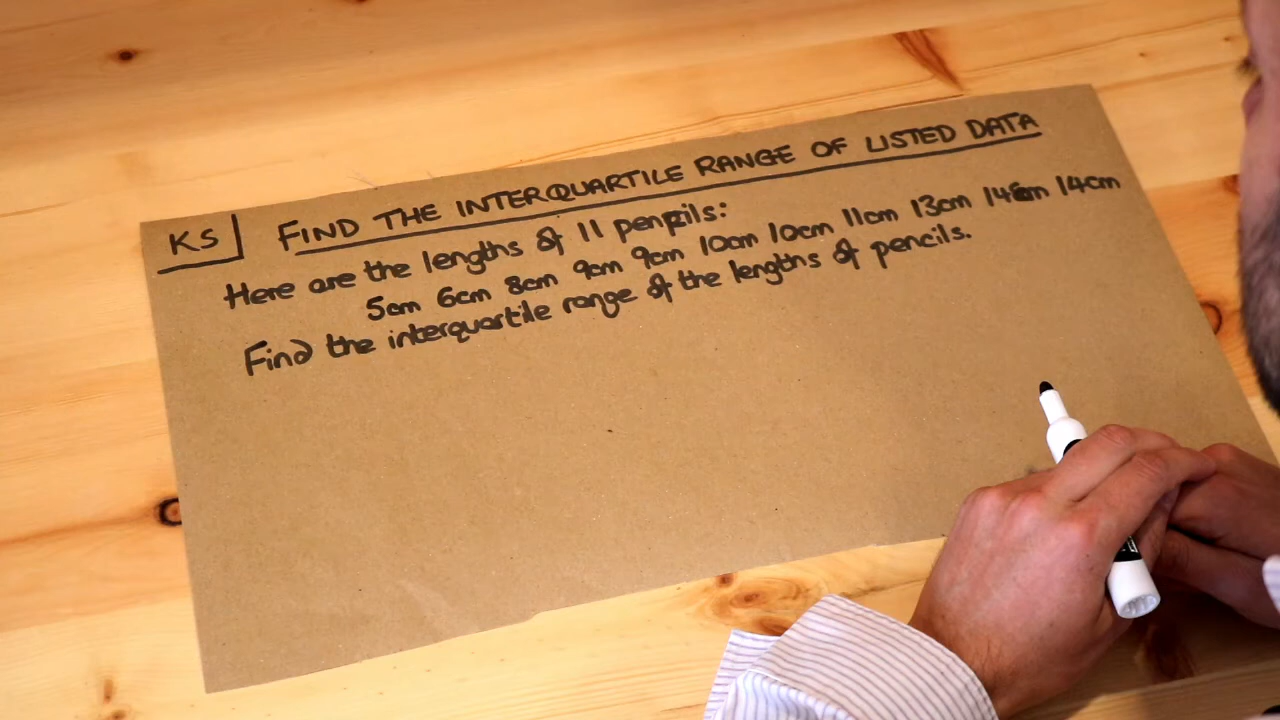 KS FIND THE INTERQUARTILE RANGE OF LISTED DATA
Here are the lengths of 11 pencils:
5cm 6cm 8cm 9cm 9cm 10cm 10cm 11cm 13cm 14cm 14cm
Find the interquartile range of the lengths of pencils.